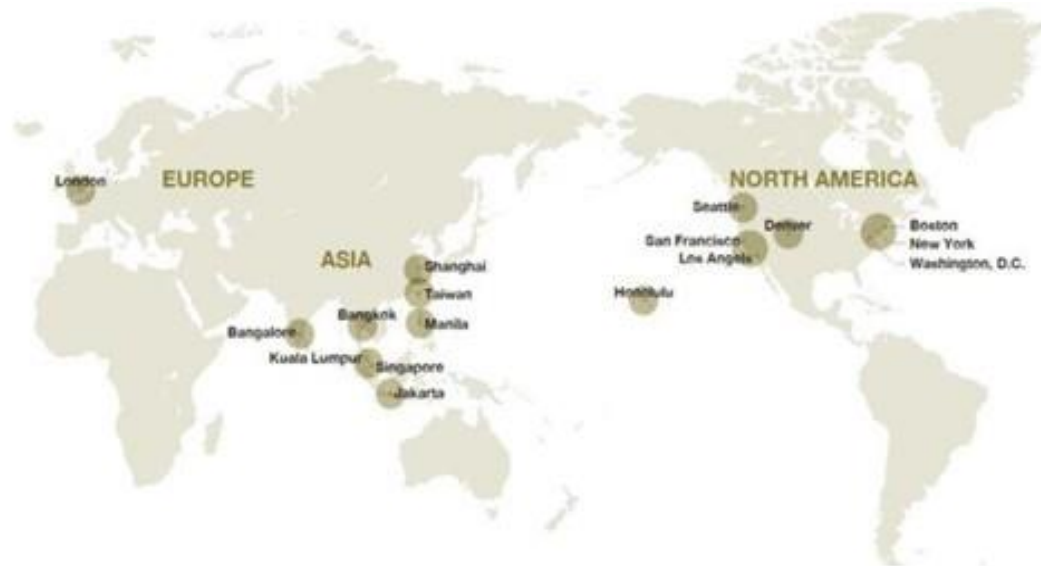 London
EUROPE
NORTH AMERICA
Seattle
Denver
Boston
San Francisco
New York
Los Angels
Washington, D.C.
ASIA
Shanghai
Taiwan
Honolulu
Bangkok
Manila
Bangalore
Kuala Lumpur
Singapore
Jakarta